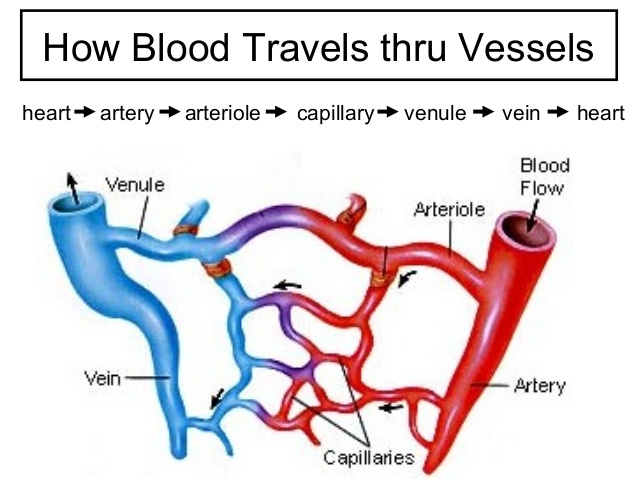 How Blood Travels thru Vessels
heart → artery → arteriole → capillary → venule → vein → heart
Blood
Flow
Venule
Arteriole
Vein
Artery
Capillaries